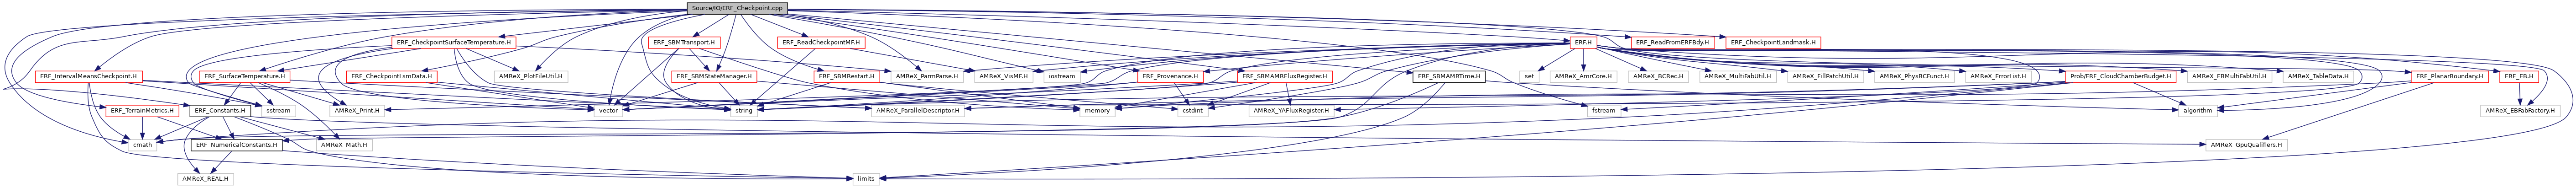 Source/IO/ERF_Checkpoint.cpp
ERF_CheckpointSurfaceTemperature.H
ERF_SBMTransport.H
ERF_ReadCheckpointMF.H
ERF.H
ERF_ReadFromERFBdy.H
ERF_CheckpointLandmask.H
ERF_IntervalMeansCheckpoint.H
ERF_SurfaceTemperature.H
ERF_CheckpointLsmData.H
AMReX_PlotFileUtil.H
ERF_SBMStateManager.H
ERF_SBMRestart.H
AMReX_ParmParse.H
AMReX_VisMF.H
iostream
ERF_Provenance.H
ERF_SBMAMRFluxRegister.H
ERF_SBMAMRTime.H
set
AMReX_AmrCore.H
AMReX_BCRec.H
AMReX_MultiFabUtil.H
AMReX_FillPatchUtil.H
AMReX_PhysBCFunct.H
AMReX_ErrorList.H
Prob/ERF_CloudChamberBudget.H
AMReX_EBMultiFabUtil.H
AMReX_TableData.H
ERF_PlanarBoundary.H
ERF_EB.H
ERF_TerrainMetrics.H
ERF_Constants.H
sstream
AMReX_Print.H
vector
string
AMReX_ParallelDescriptor.H
memory
cstdint
AMReX_YAFluxRegister.H
fstream
algorithm
AMReX_EBFabFactory.H
cmath
ERF_NumericalConstants.H
AMReX_Math.H
AMReX_GpuQualifiers.H
AMReX_REAL.H
limits